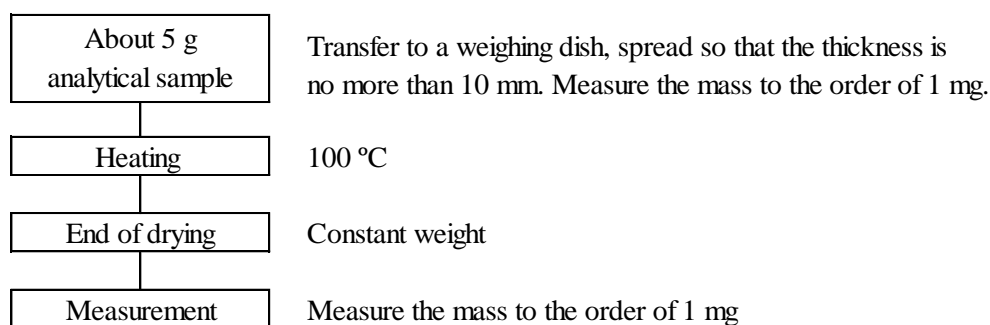 About 5 g
analytical sample
Transfer to a weighing dish, spread so that the thickness is
no more than 10 mm. Measure the mass to the order of 1 mg.
Heating
100 ºC
End of drying
Constant weight
Measurement
Measure the mass to the order of 1 mg